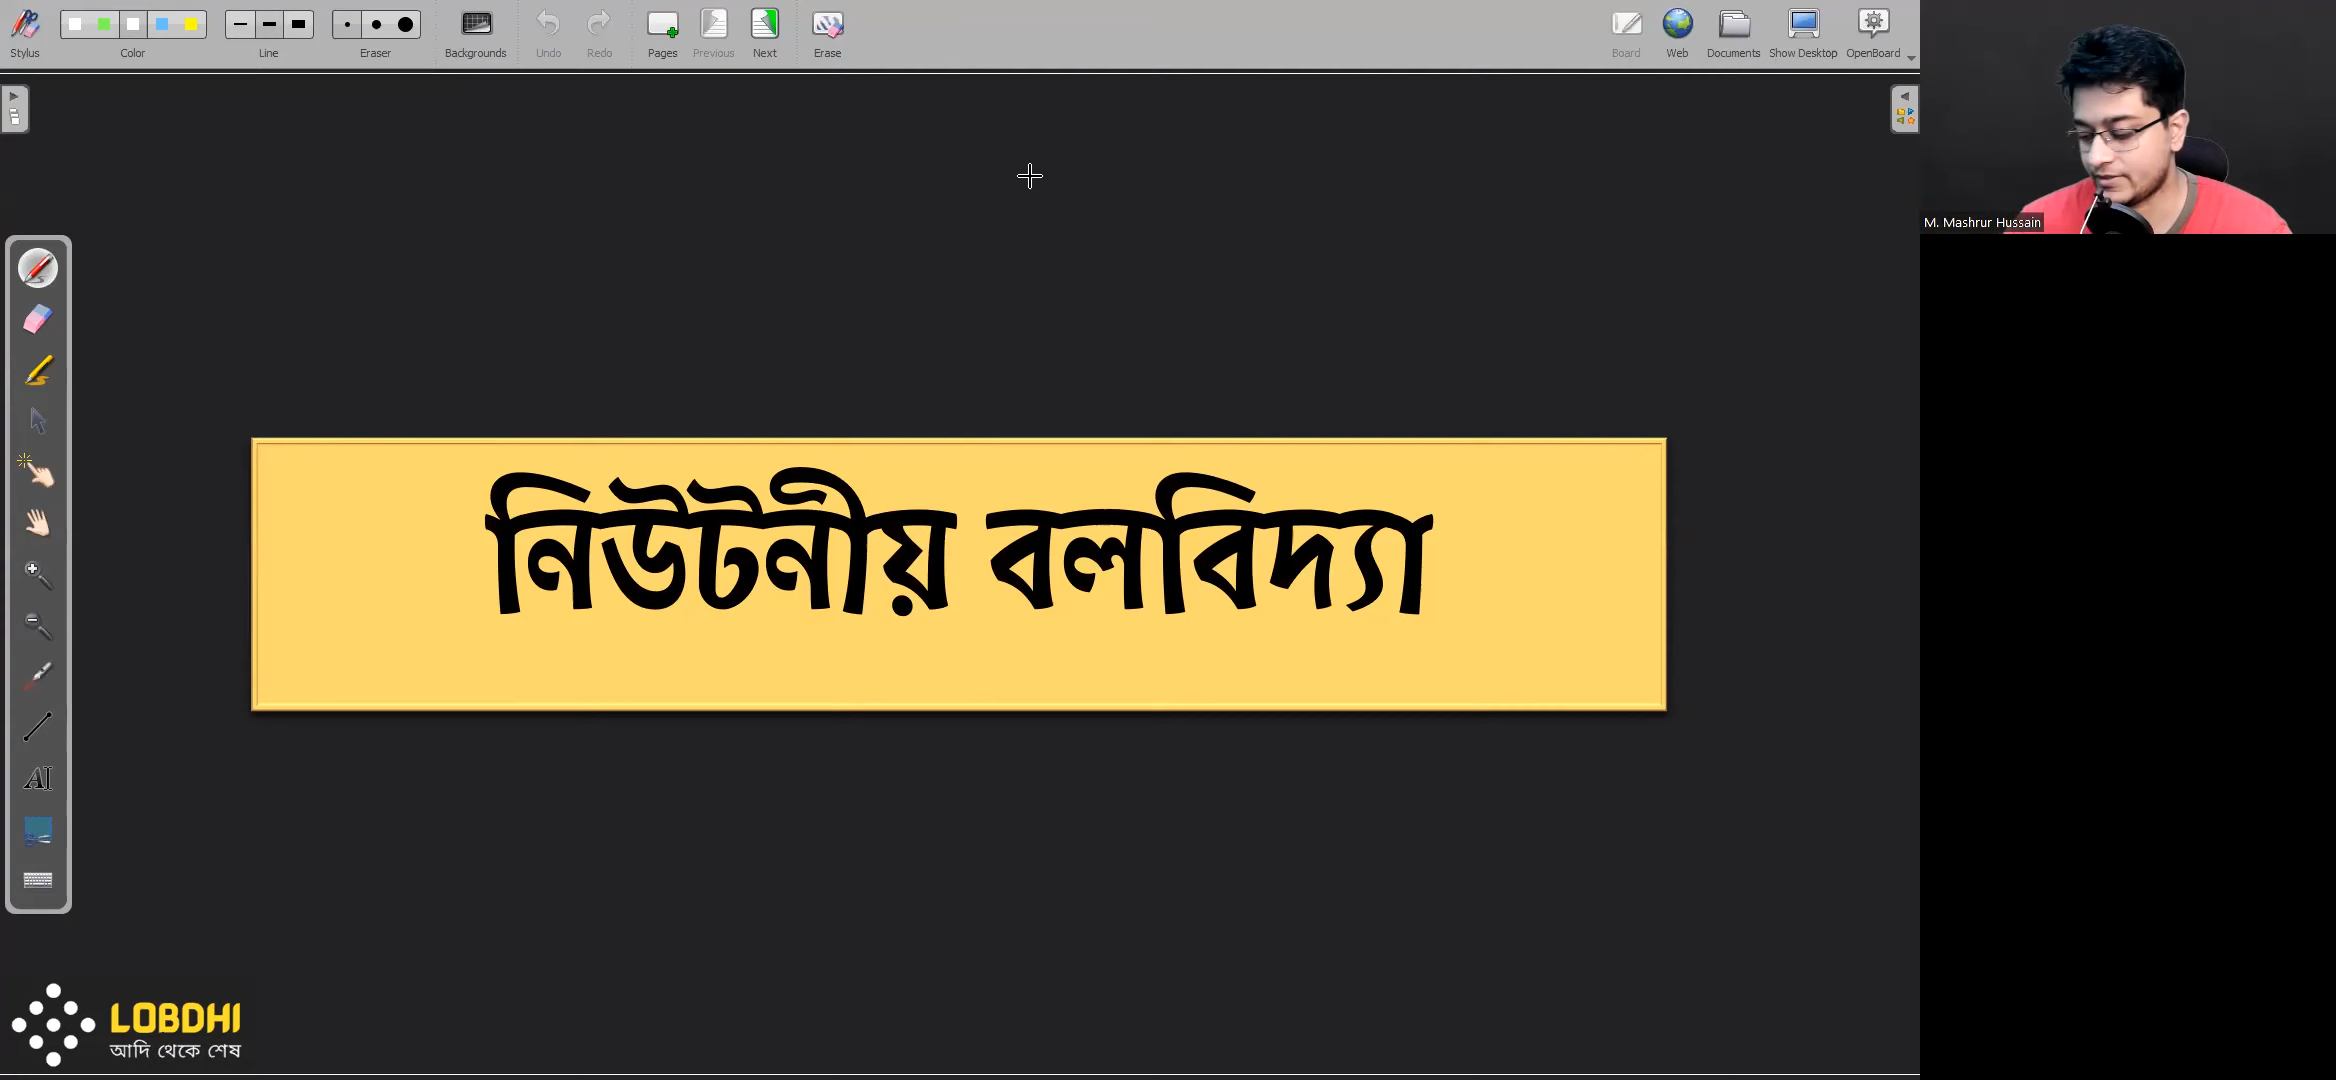 Stylus
Color
Line
Eraser
Backgrounds
Undo
Redo
Pages
Previous
Next
Erase
Board
Web
Documents
Show Desktop
OpenBoard
M. Mashrur Hussain
নিউটনীয় বলবিদ্যা
AI
LOBDHI
আদি থেকে শেষ